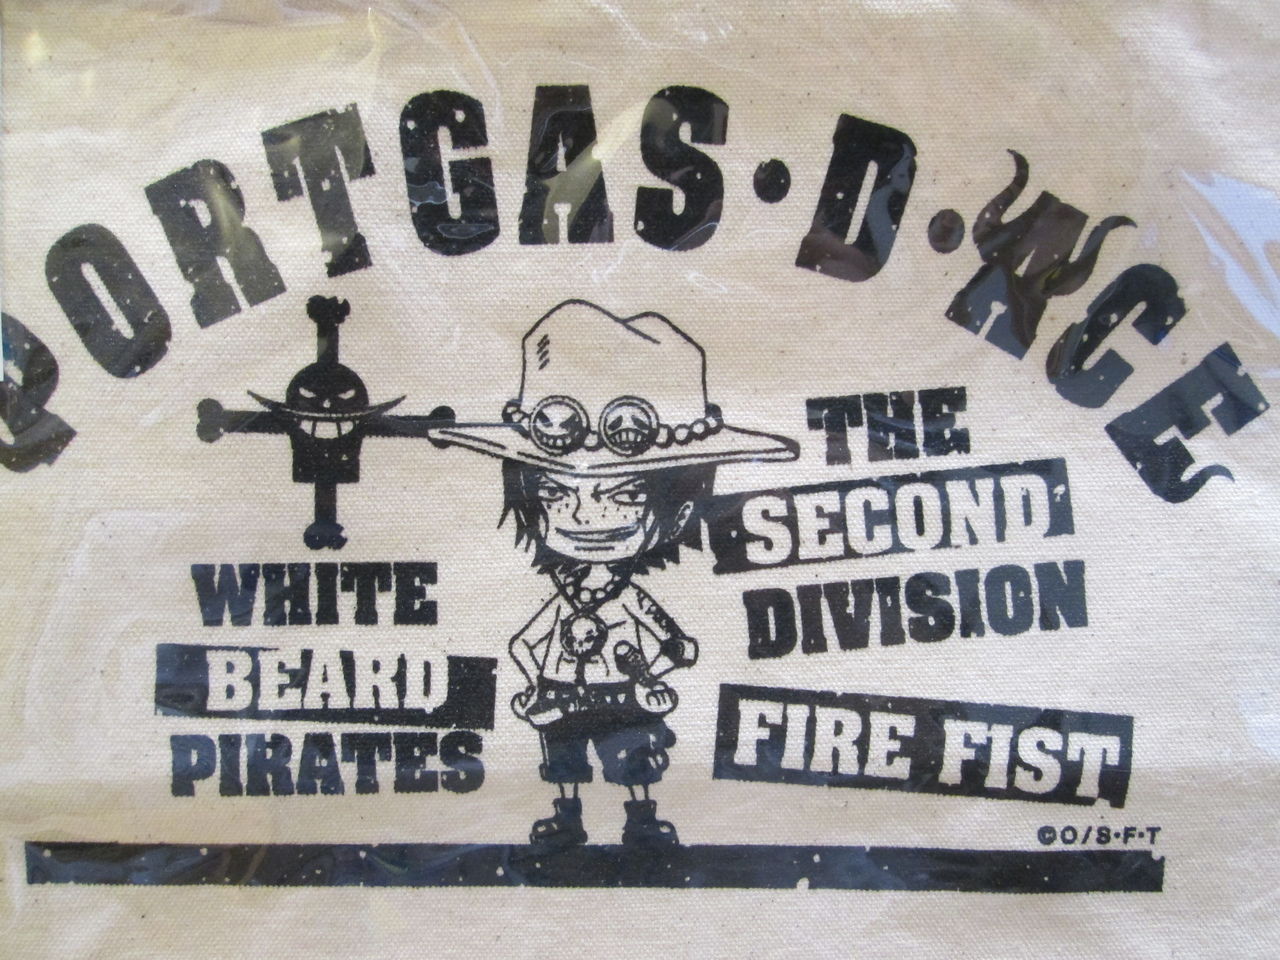 PORTGAS·D·ACE
WHITE
BEARD
PIRATES
THE
SECOND
DIVISION
FIRE FIST
©O/S·F·T